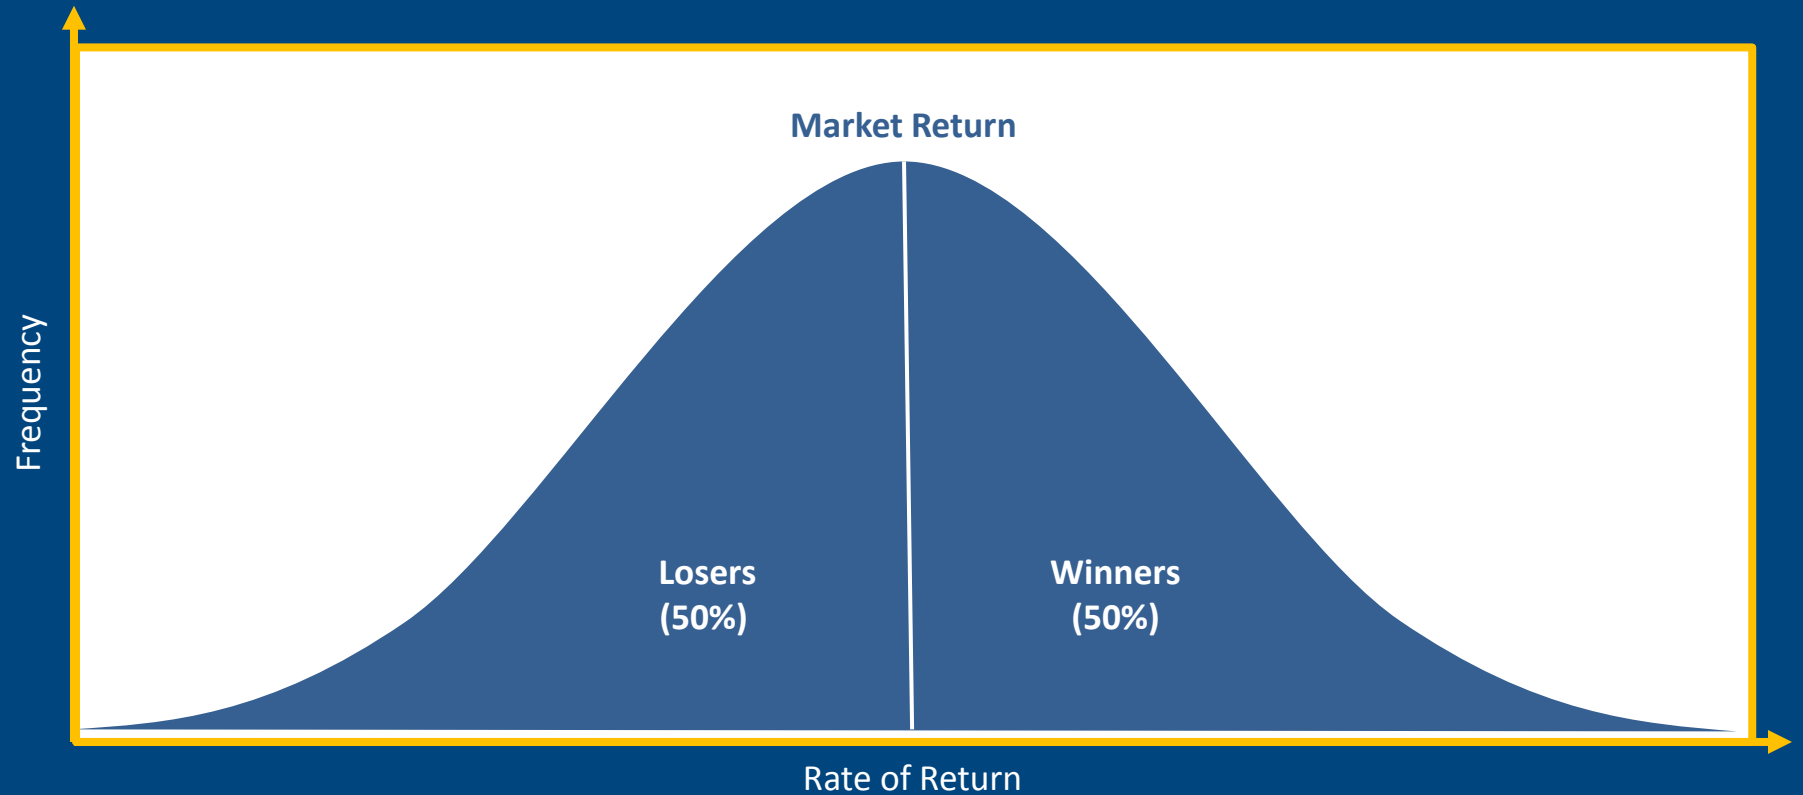 Market Return
Frequency
Losers
(50%)
Winners
(50%)
Rate of Return